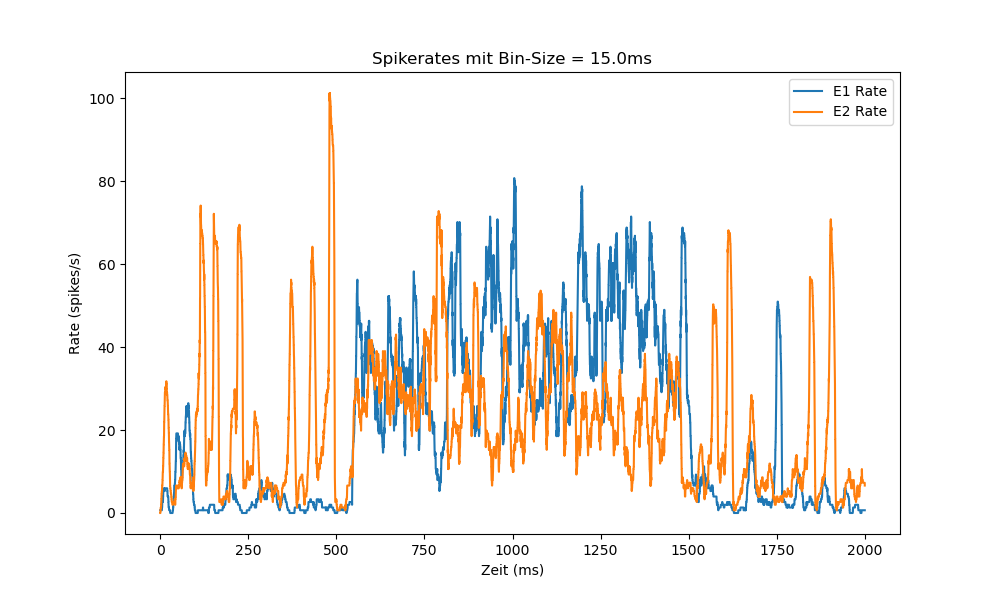 Spikerates mit Bin-Size = 15.0ms
E1 Rate
E2 Rate
Rate (spikes/s)
100
80
60
40
20
0
0 250 500 750 1000 1250 1500 1750 2000
Zeit (ms)